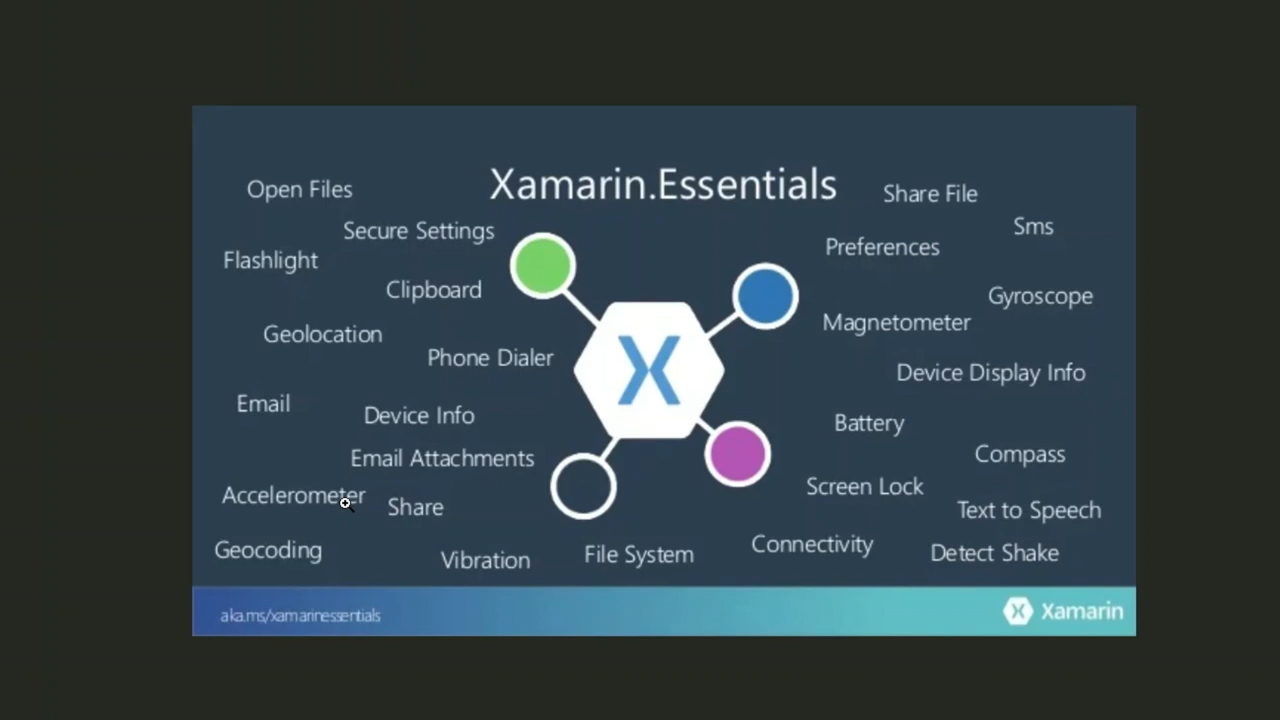 Xamarin.Essentials
Open Files
Secure Settings
Flashlight
Clipboard
Geolocation
Phone Dialer
Email
Device Info
Email Attachments
Accelerometer
Share
Geocoding
Vibration
File System
Share File
Sms
Preferences
Gyroscope
Magnetometer
Device Display Info
Battery
Compass
Screen Lock
Text to Speech
Connectivity
Detect Shake
aka.ms/xamarinessentials
Xamarin